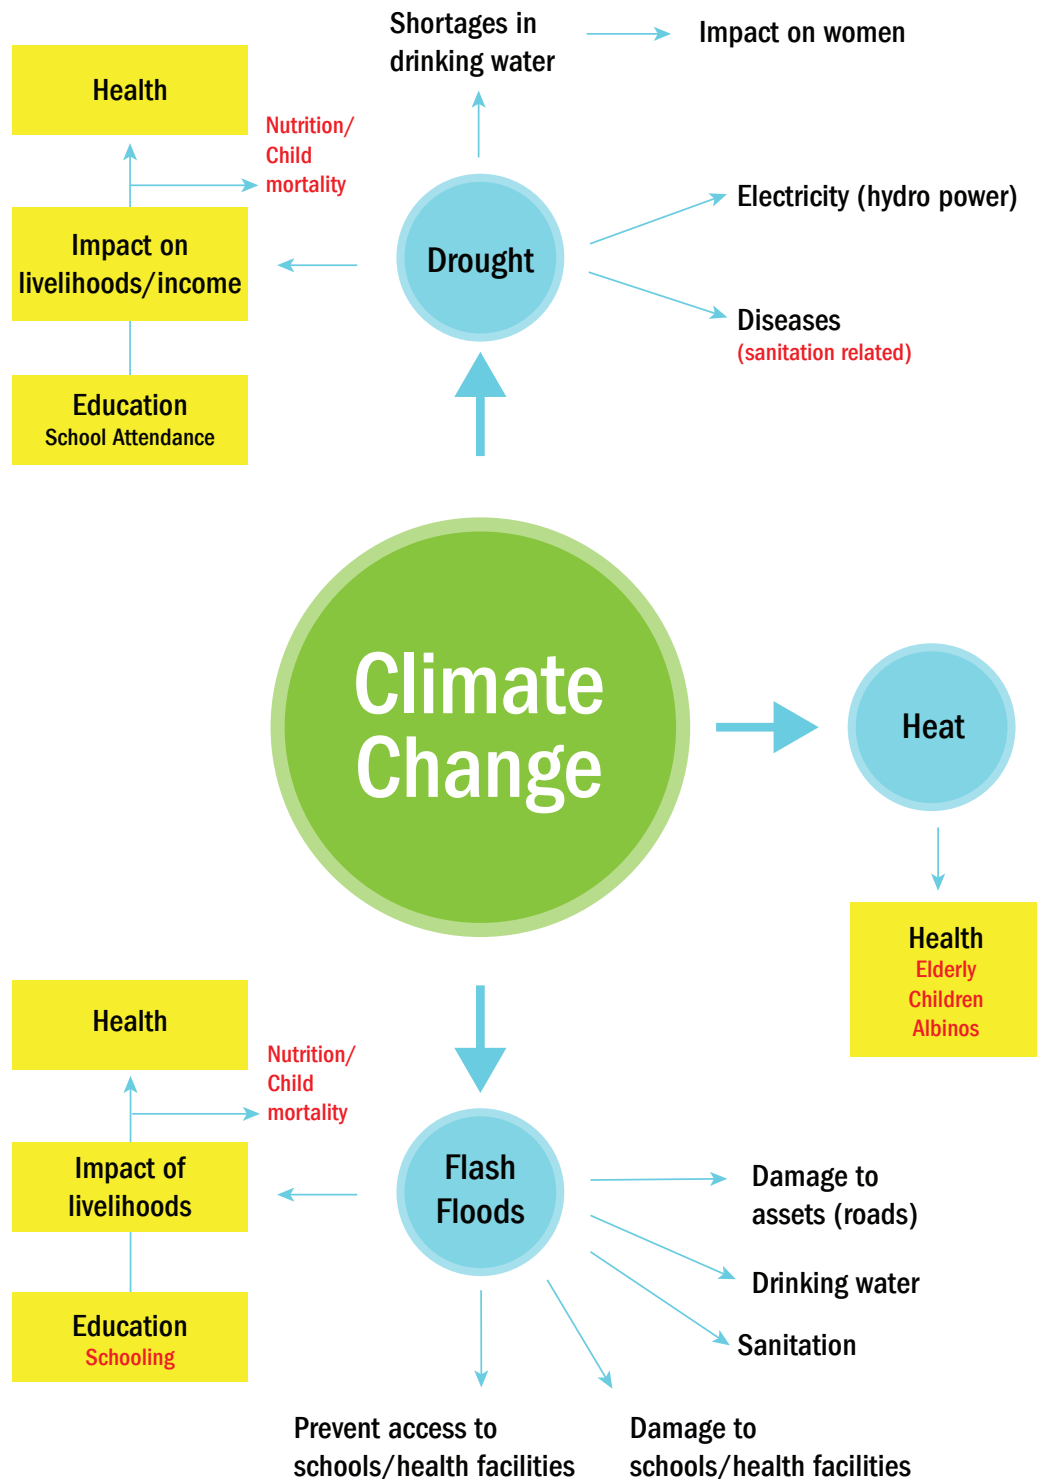 Shortages in
drinking water
Impact on women
Health
Nutrition/
Child
mortality
Electricity (hydro power)
Impact on
livelihoods/income
Drought
Diseases
(sanitation related)
Education
School Attendance
Climate
Change
Heat
Health
Elderly
Children
Albinos
Health
Nutrition/
Child
mortality
Impact of
livelihoods
Flash
Floods
Damage to
assets (roads)
Drinking water
Sanitation
Education
Schooling
Prevent access to
schools/health facilities
Damage to
schools/health facilities